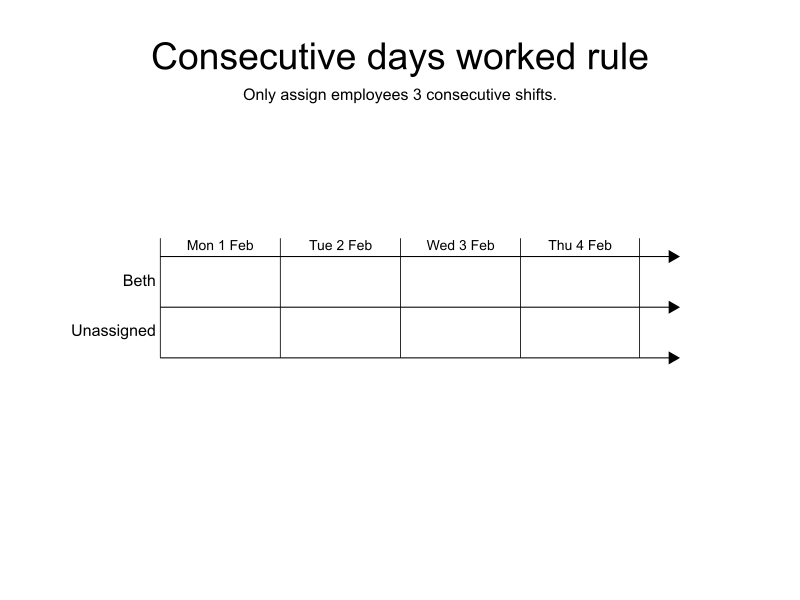 Consecutive days worked rule
Only assign employees 3 consecutive shifts.
Mon 1 Feb Tue 2 Feb Wed 3 Feb Thu 4 Feb
Beth
Unassigned